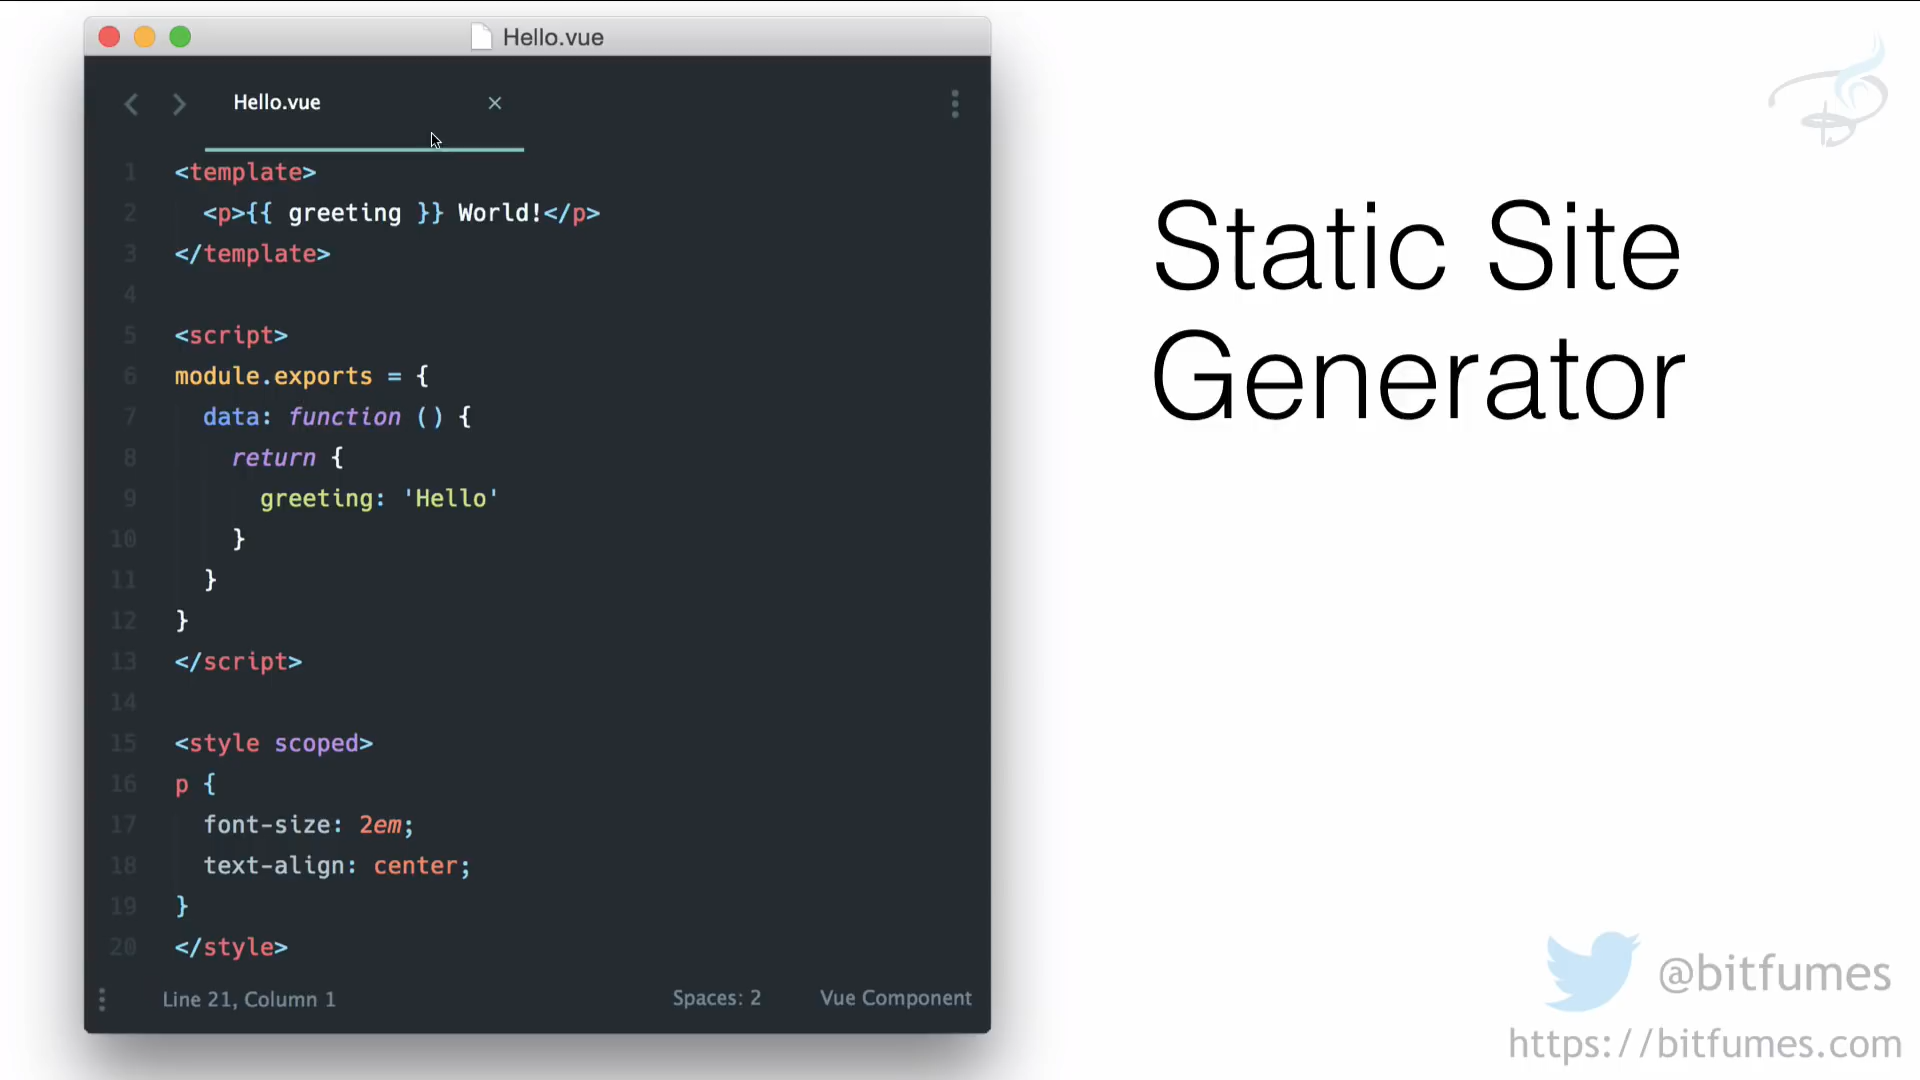 Hello.vue
Hello.vue
1 <template>
2 <p>{{ greeting }} World!</p>
3 </template>
4
5 <script>
6 module.exports = {
7 data: function () {
8 return {
9 greeting: 'Hello'
10 }
11 }
12 }
13 </script>
14
15 <style scoped>
16 p {
17 font-size: 2em;
18 text-align: center;
19 }
20 </style>
Line 21, Column 1 Spaces: 2 Vue Component
Static Site
Generator
@bitfumes
https://bitfumes.com